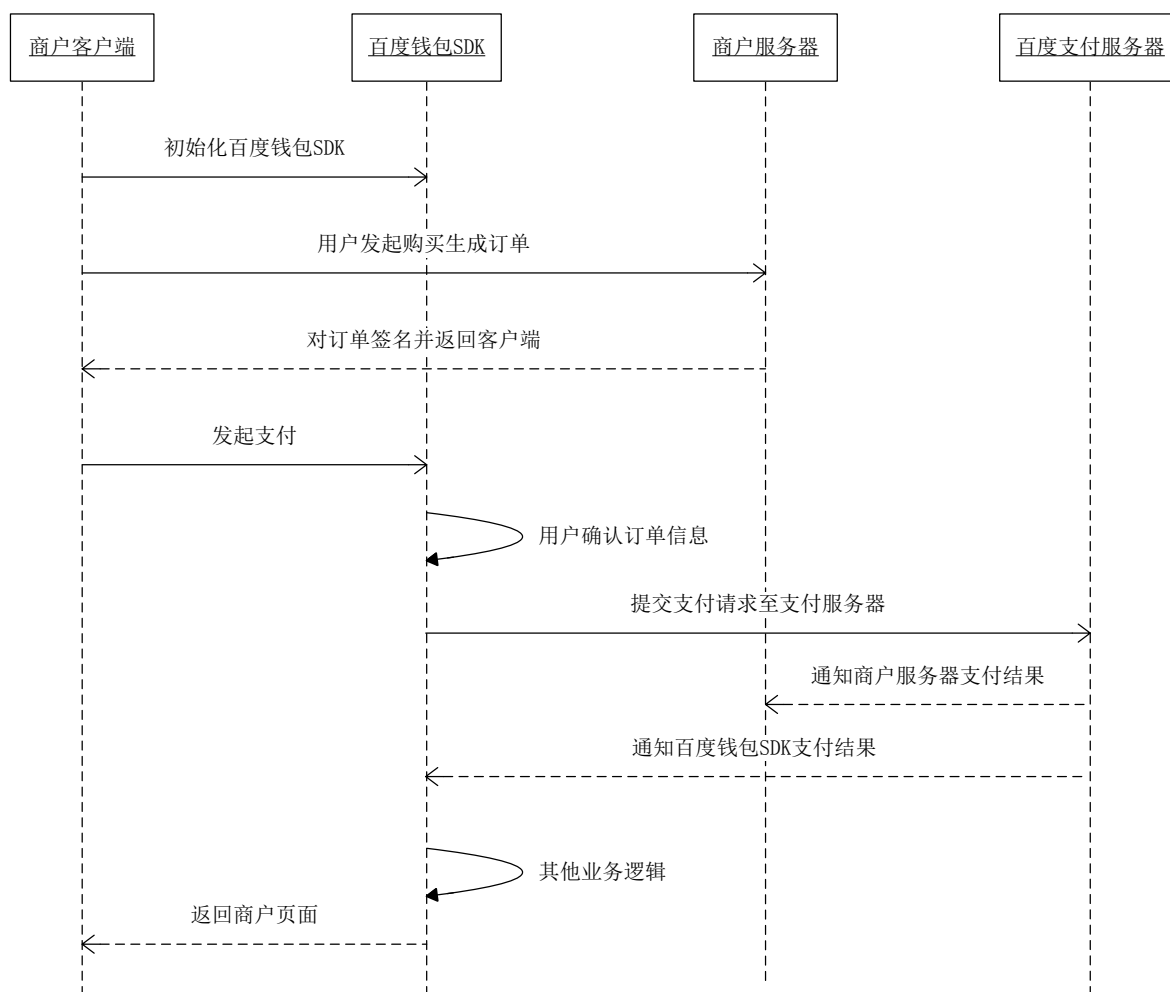 商户客户端
百度钱包SDK
商户服务器
百度支付服务器
初始化百度钱包SDK
用户发起购买生成订单
对订单签名并返回客户端
发起支付
用户确认订单信息
提交支付请求至支付服务器
通知商户服务器支付结果
通知百度钱包SDK支付结果
其他业务逻辑
返回商户页面